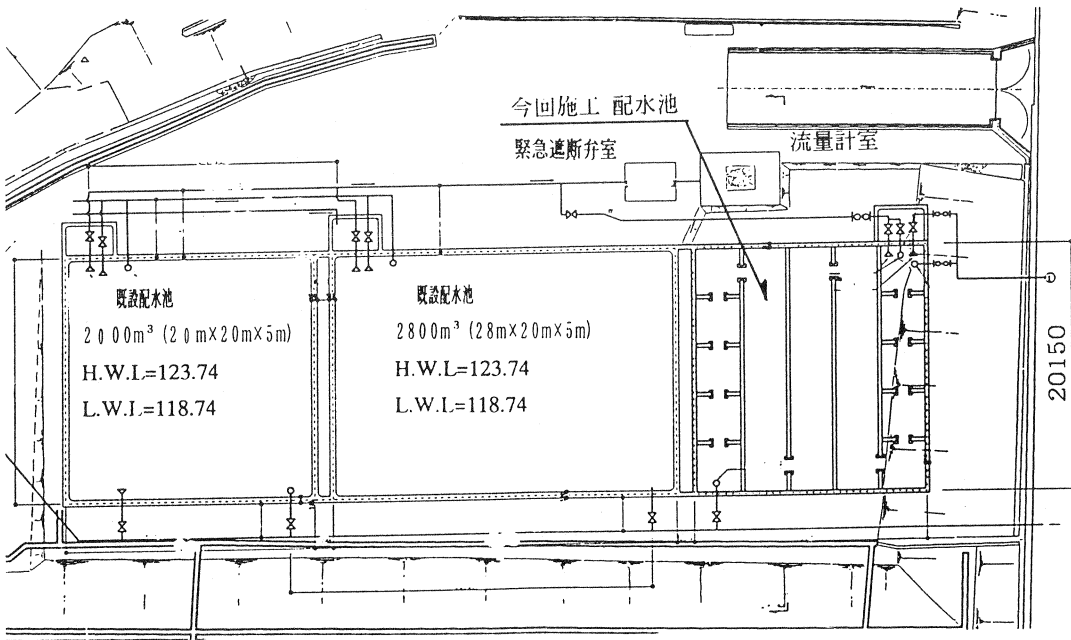 今回施工 配水池
緊急遮断弁室
流量計室
既設配水池
2000m³ (20m×20m×5m)
H.W.L=123.74
L.W.L=118.74
既設配水池
2800m³ (28m×20m×5m)
H.W.L=123.74
L.W.L=118.74
20150